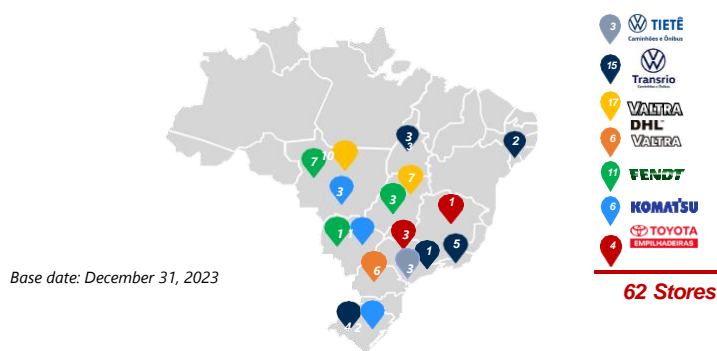 3
TIETÊ
Caminhões e Ônibus
15
Transrio
Caminhões e Ônibus
17
VALTRA
DHL
6
VALTRA
11
FENDT
6
KOMATSU
4
TOYOTA
EMPILHADEIRAS
62 Stores
3
3
2
7
10
3
7
3
1
1
3
1
5
6
3
4
2
Base date: December 31, 2023